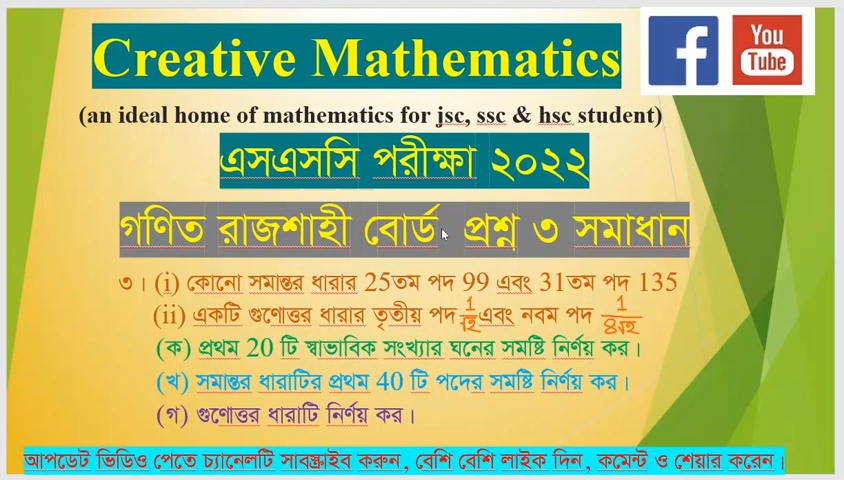 Creative Mathematics
f
You
Tube
(an ideal home of mathematics for jsc, ssc & hsc student)
এসএসসি পরীক্ষা ২০২২
গণিত রাজশাহী বোর্ড প্রশ্ন ৩ সমাধান
৩। (i) কোনো সমান্তর ধারার 25তম পদ 99 এবং 31তম পদ 135
(ii) একটি গুণোত্তর ধারার তৃতীয় পদ 1/√২ এবং নবম পদ 1/৪√২
(ক) প্রথম 20 টি স্বাভাবিক সংখ্যার ঘনের সমষ্টি নির্ণয় কর।
(খ) সমান্তর ধারাটির প্রথম 40 টি পদের সমষ্টি নির্ণয় কর।
(গ) গুণোত্তর ধারাটি নির্ণয় কর।
আপডেট ভিডিও পেতে চ্যানেলটি সাবস্ক্রাইব করুন, বেশি বেশি লাইক দিন, কমেন্ট ও শেয়ার করেন।